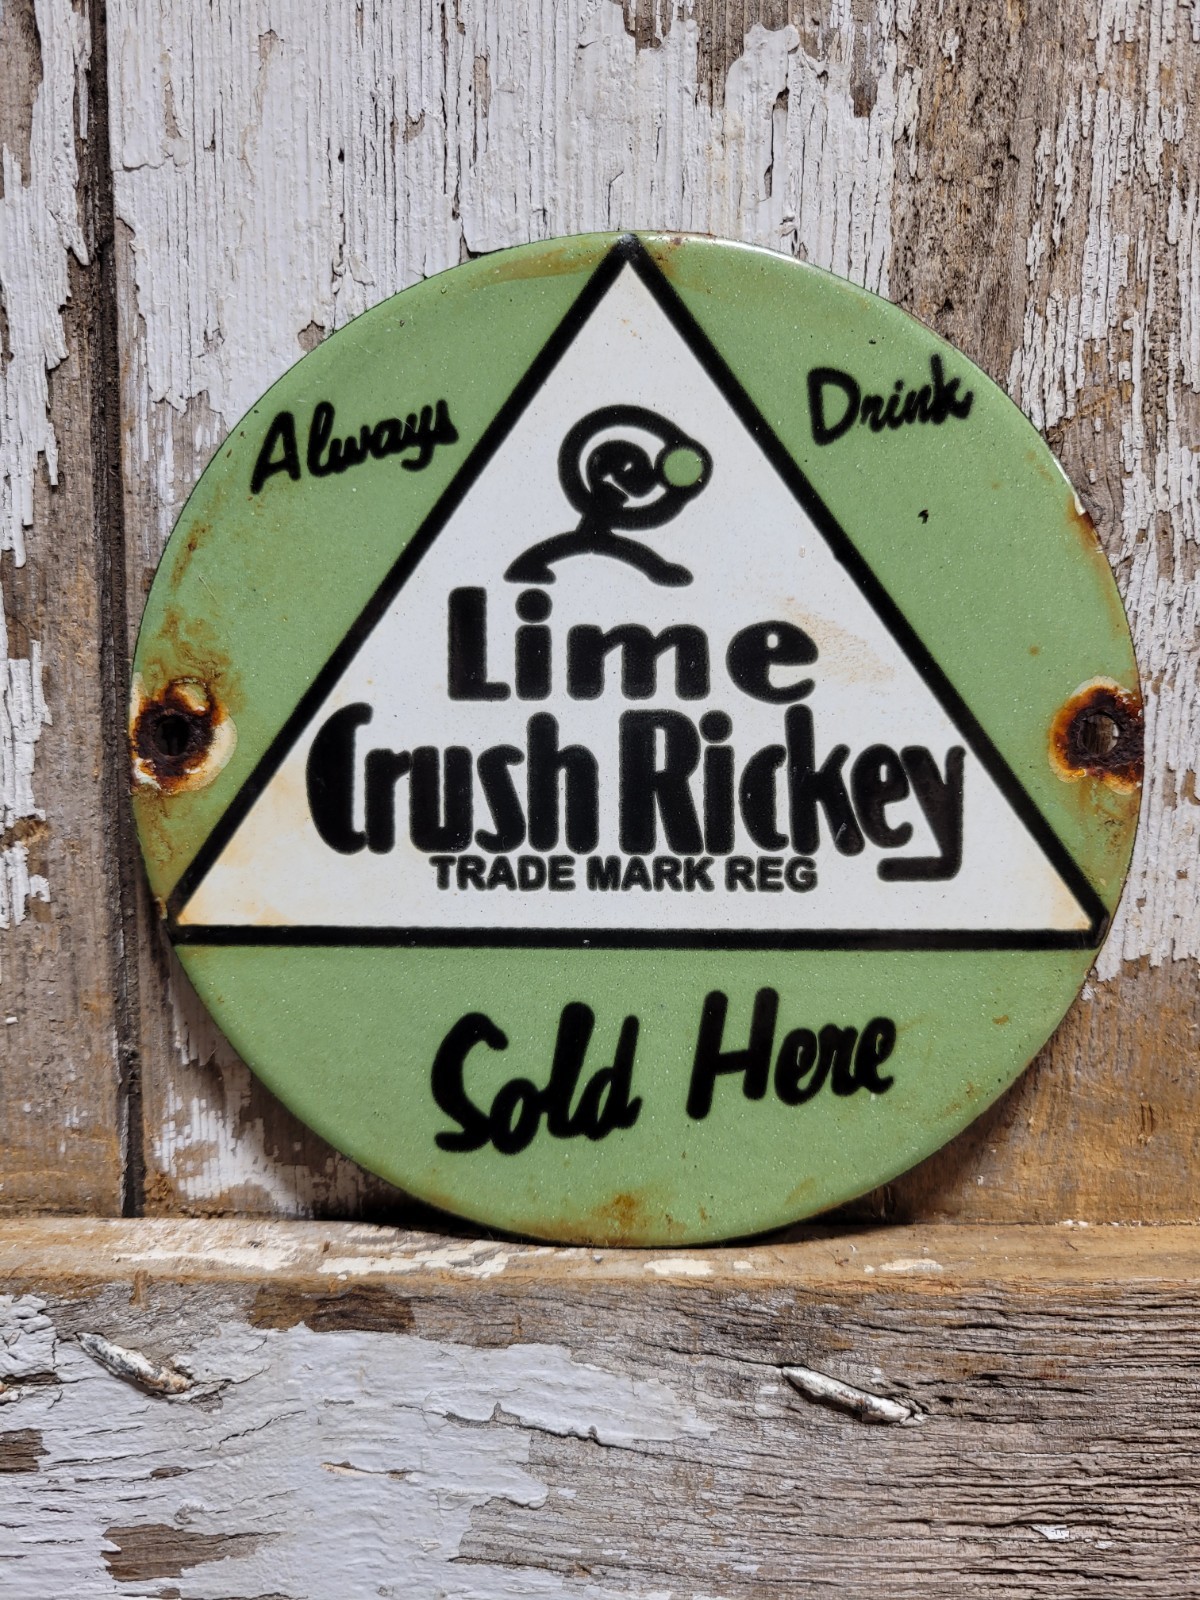 Always Drink
Lime
Crush Rickey
TRADE MARK REG
Sold Here